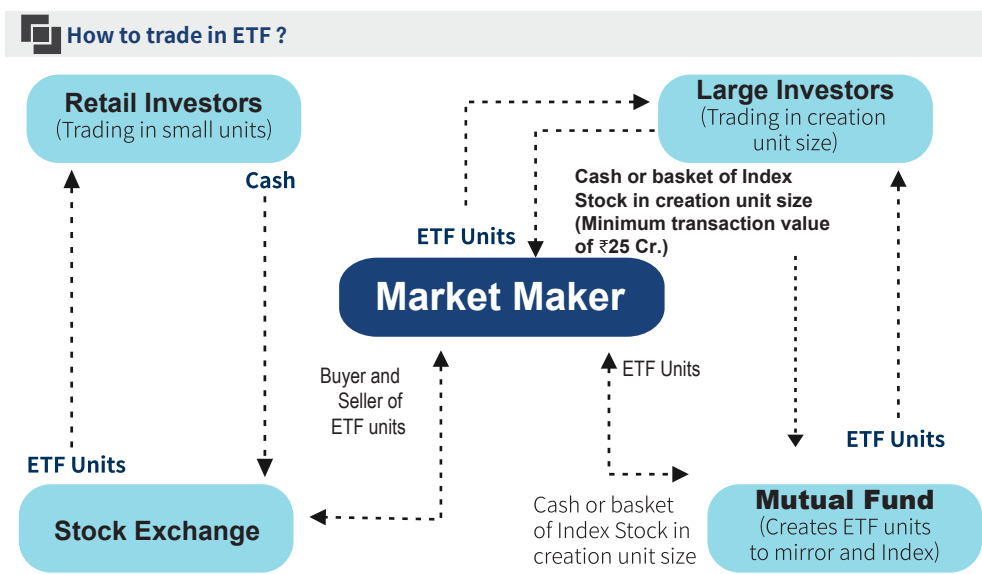 How to trade in ETF ?
Retail Investors
(Trading in small units)
Large Investors
(Trading in creation
unit size)
Cash
Cash or basket of Index
Stock in creation unit size
(Minimum transaction value
of ₹25 Cr.)
ETF Units
Market Maker
Buyer and
Seller of
ETF units
ETF Units
ETF Units
ETF Units
Stock Exchange
Cash or basket
of Index Stock in
creation unit size
Mutual Fund
(Creates ETF units
to mirror and Index)